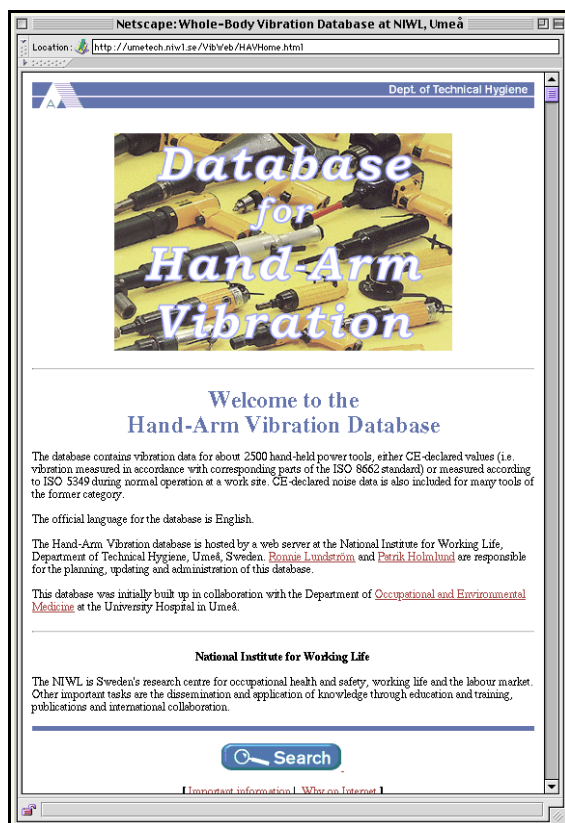 Netscape: Whole-Body Vibration Database at NIWL, Umeå
Location: http://umetech.niwl.se/VibWeb/HAVHome.html
Dept. of Technical Hygiene
Database
for
Hand-Arm
Vibration
Welcome to the
Hand-Arm Vibration Database
The database contains vibration data for about 2500 hand-held power tools, either CE-declared values (i.e.
vibration measured in accordance with corresponding parts of the ISO 8662 standard) or measured according
to ISO 5349 during normal operation at a work site. CE-declared noise data is also included for many tools of
the former category.
The official language for the database is English.
The Hand-Arm Vibration database is hosted by a web server at the National Institute for Working Life,
Department of Technical Hygiene, Umeå, Sweden. Ronnie Lundström and Patrik Holmlund are responsible
for the planning, updating and administration of this database.
This database was initially built up in collaboration with the Department of Occupational and Environmental
Medicine at the University Hospital in Umeå.
National Institute for Working Life
The NIWL is Sweden's research centre for occupational health and safety, working life and the labour market.
Other important tasks are the dissemination and application of knowledge through education and training,
publications and international collaboration.
Search
[ Important information | Why on Internet ]